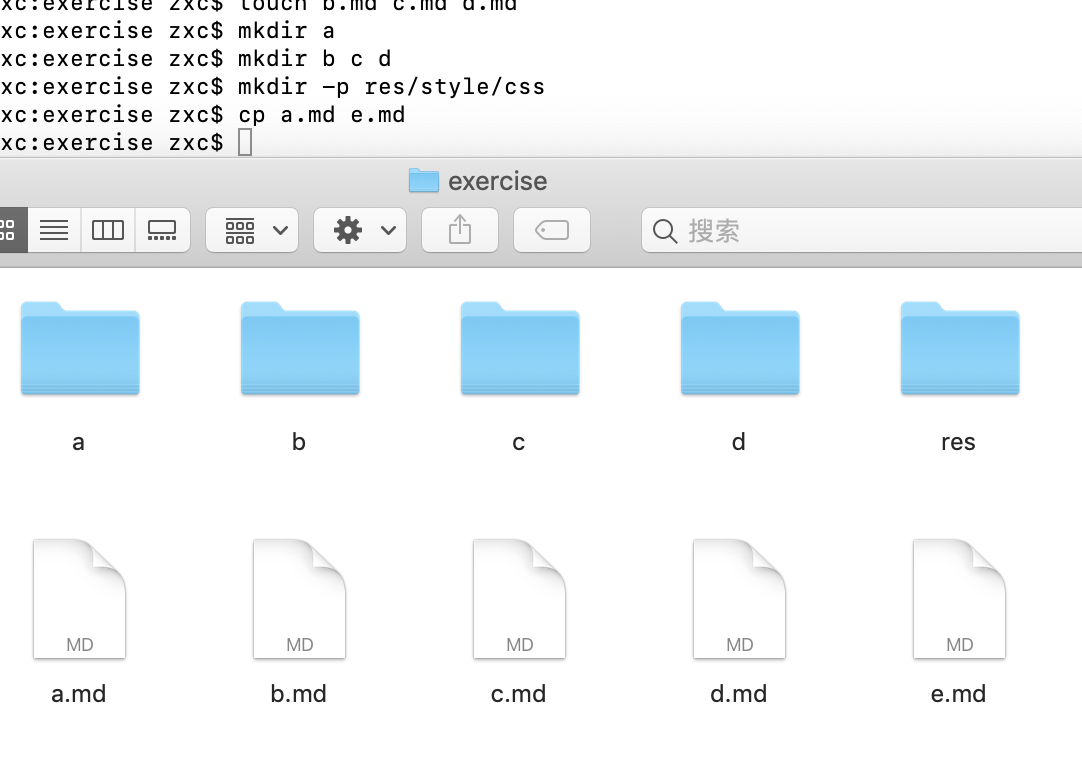 xc:exercise zxc$ touch b.md c.md d.md
xc:exercise zxc$ mkdir a
xc:exercise zxc$ mkdir b c d
xc:exercise zxc$ mkdir -p res/style/css
xc:exercise zxc$ cp a.md e.md
xc:exercise zxc$
exercise
搜索
a b c d res
MD MD MD MD MD
a.md b.md c.md d.md e.md